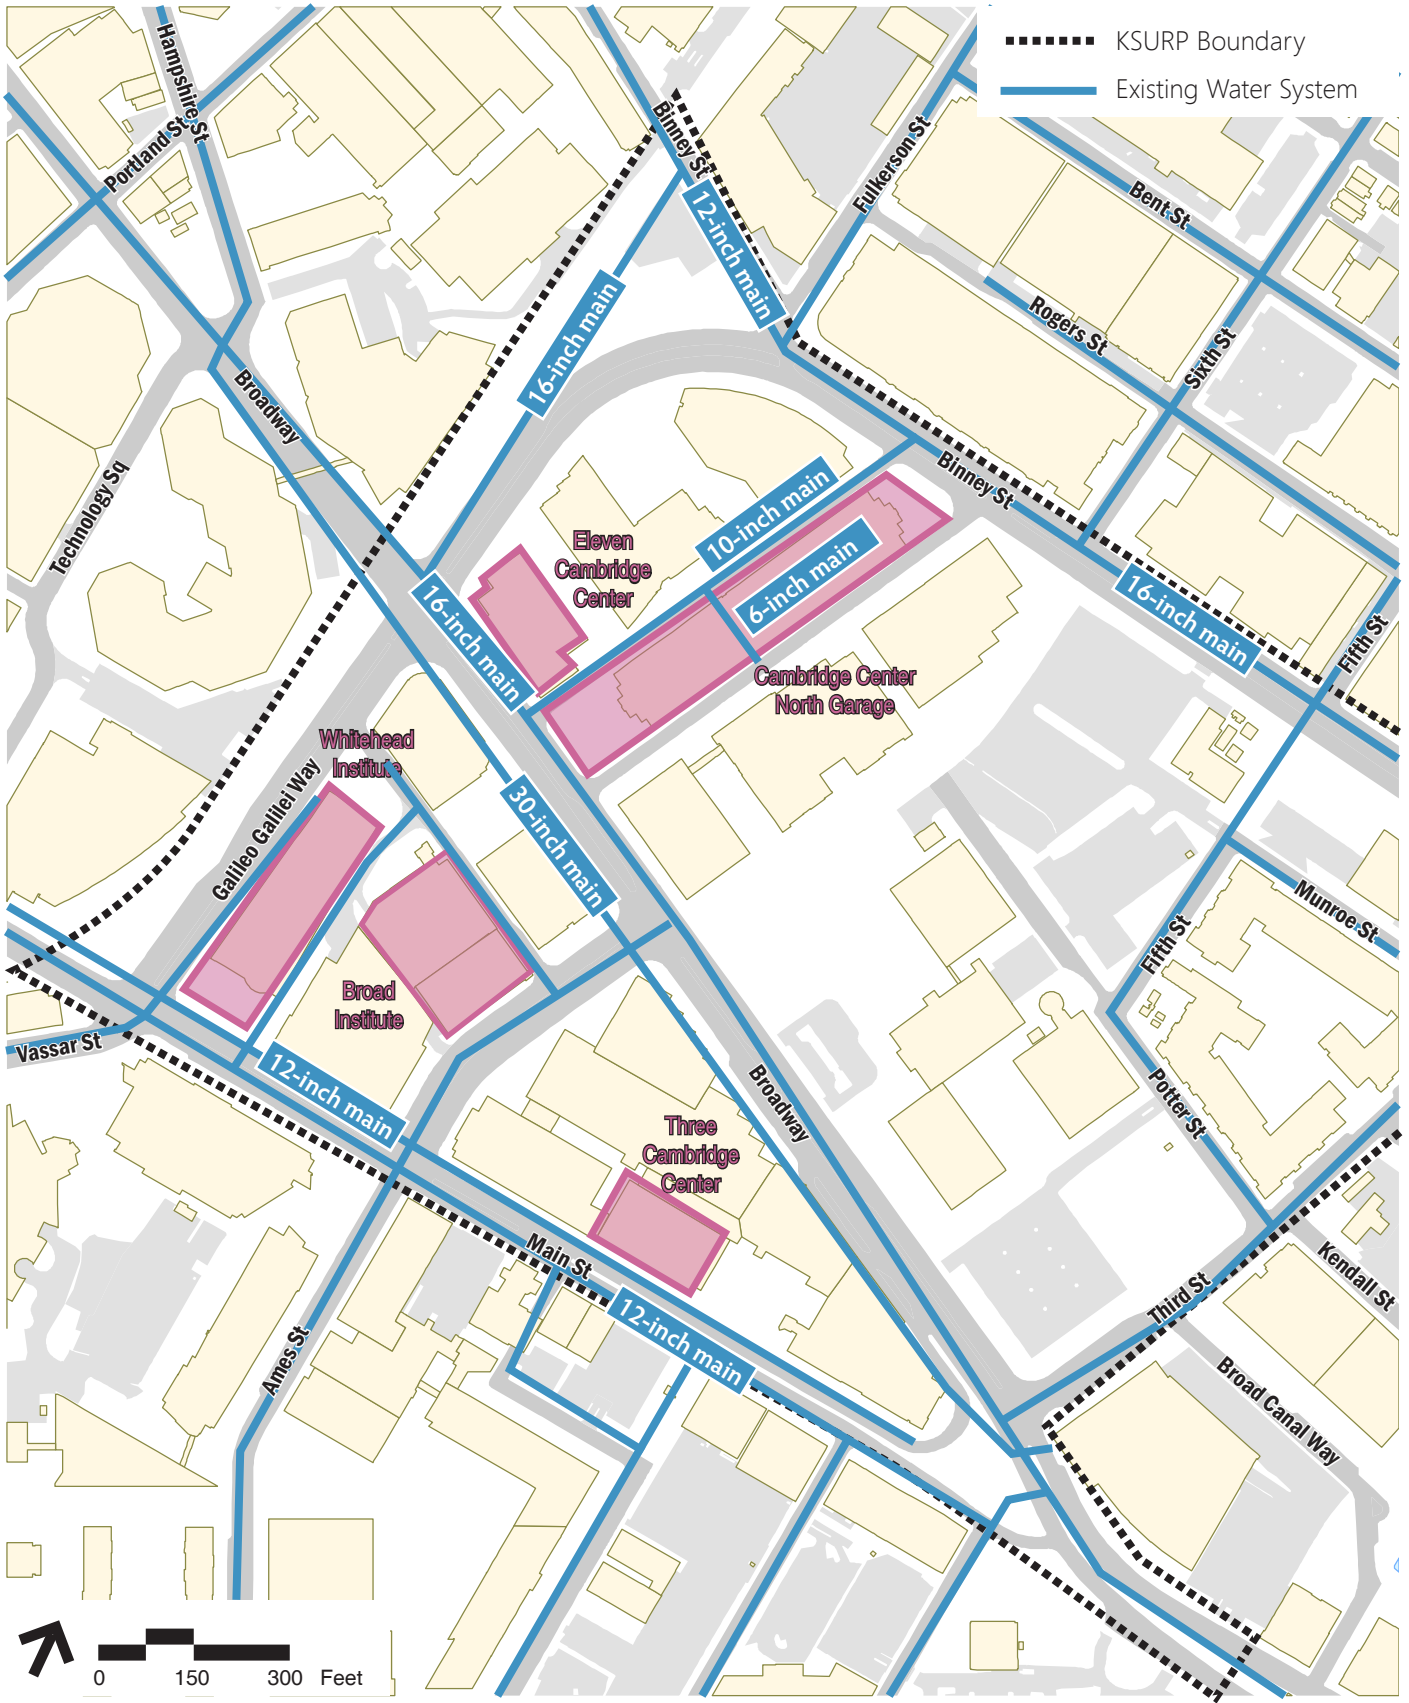 KSURP Boundary
Existing Water System
Hampshire St
Portland St
Binney St
12-inch main
Fulkerson St
Bent St
Rogers St
Sixth St
16-inch main
Broadway
Technology Sq
Binney St
10-inch main
6-inch main
Eleven
Cambridge
Center
16-inch main
16-inch main
Fifth St
Cambridge Center
North Garage
Whitehead
Institute
Galileo Galilei Way
30-inch main
Munroe St
Fifth St
Broad
Institute
Vassar St
12-inch main
Broadway
Potter St
Three
Cambridge
Center
Main St
Third St
Kendall St
12-inch main
Ames St
Broad Canal Way
0 150 300 Feet